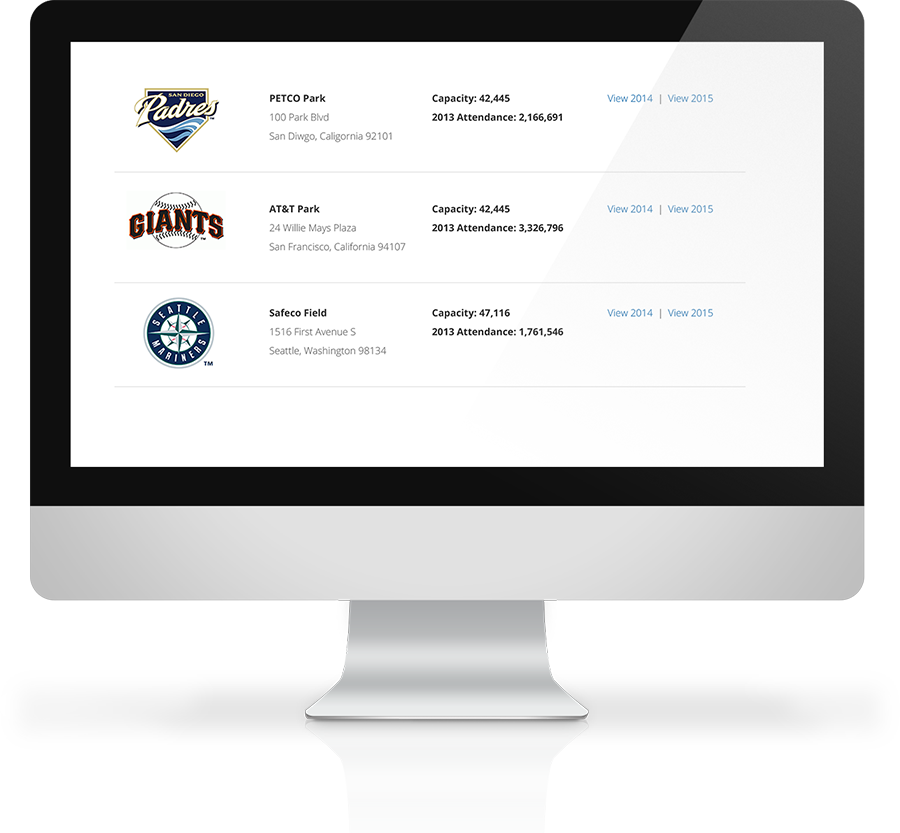 SAN DIEGO
Padres
PETCO Park
100 Park Blvd
San Diwgo, Caligornia 92101
Capacity: 42,445
2013 Attendance: 2,166,691
View 2014 | View 2015
GIANTS
TM
AT&T Park
24 Willie Mays Plaza
San Francisco, California 94107
Capacity: 42,445
2013 Attendance: 3,326,796
View 2014 | View 2015
SEATTLE
MARINERS
TM
Safeco Field
1516 First Avenue S
Seattle, Washington 98134
Capacity: 47,116
2013 Attendance: 1,761,546
View 2014 | View 2015